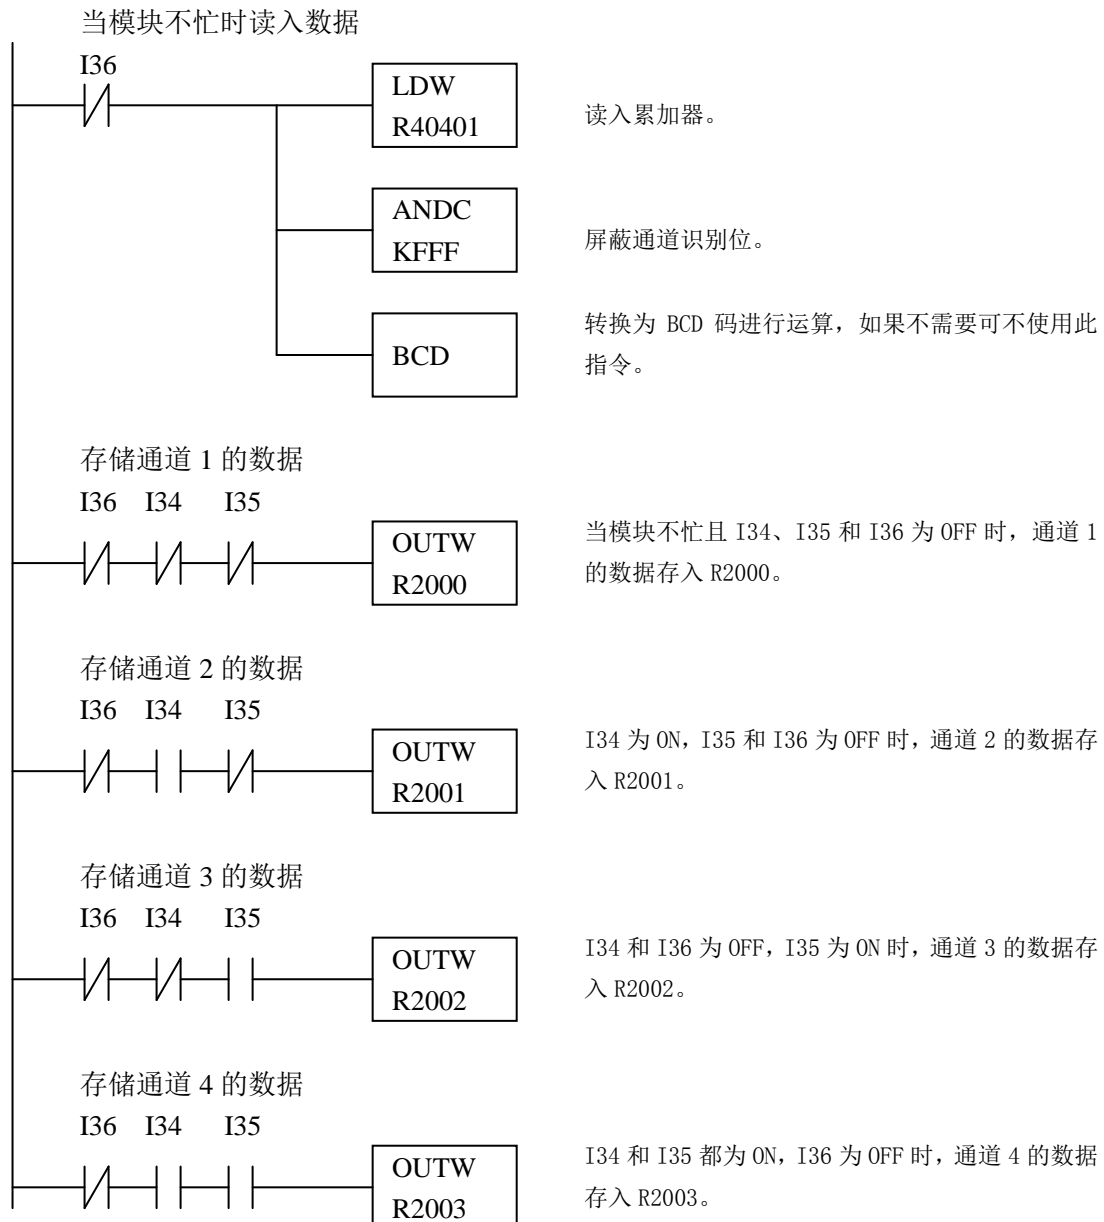 当模块不忙时读入数据
I36
LDW
R40401
读入累加器。
ANDC
KFFF
屏蔽通道识别位。
BCD
转换为 BCD 码进行运算，如果不需要可不使用此
指令。
存储通道 1 的数据
I36 I34 I35
OUTW
R2000
当模块不忙且 I34、I35 和 I36 为 OFF 时，通道 1
的数据存入 R2000。
存储通道 2 的数据
I36 I34 I35
OUTW
R2001
I34 为 ON，I35 和 I36 为 OFF 时，通道 2 的数据存
入 R2001。
存储通道 3 的数据
I36 I34 I35
OUTW
R2002
I34 和 I36 为 OFF，I35 为 ON 时，通道 3 的数据存
入 R2002。
存储通道 4 的数据
I36 I34 I35
OUTW
R2003
I34 和 I35 都为 ON，I36 为 OFF 时，通道 4 的数据
存入 R2003。